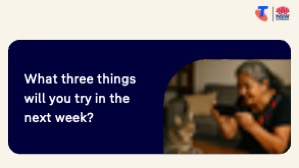 What three things
will you try in the
next week?